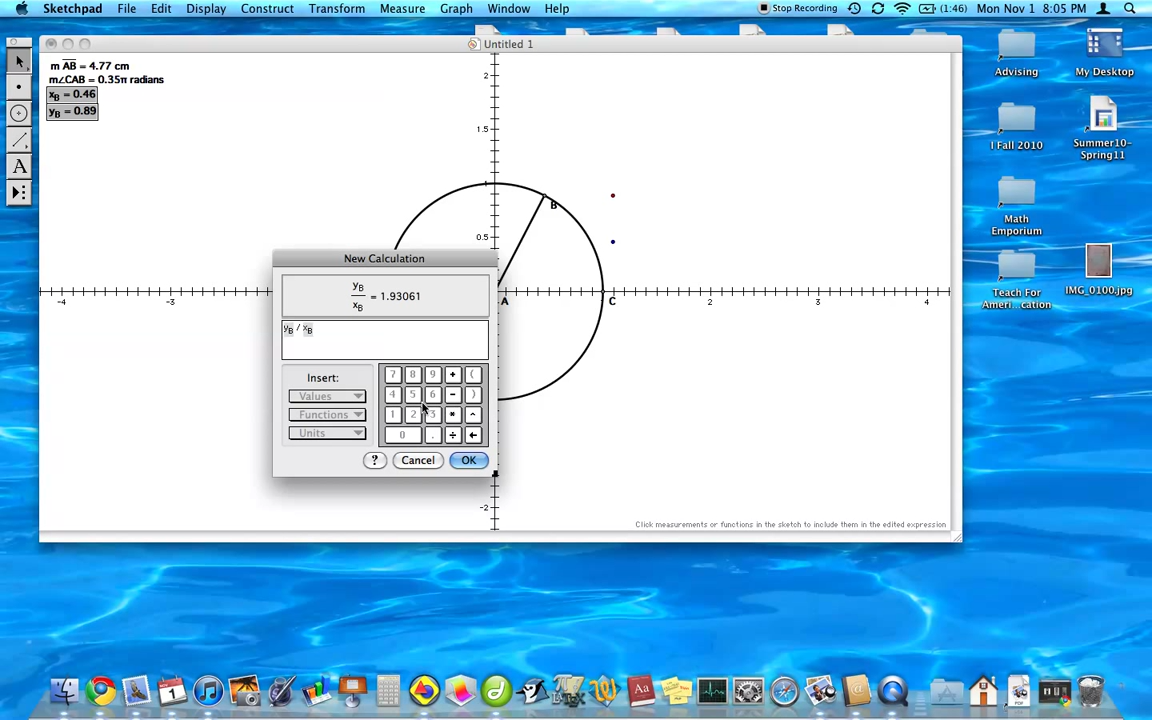 Sketchpad File Edit Display Construct Transform Measure Graph Window Help Stop Recording (1:46) Mon Nov 1 8:05 PM
Untitled 1
m AB = 4.77 cm
m∠CAB = 0.35π radians
xB = 0.46
yB = 0.89
2
1.5
0.5
-4
-3
2
3
4
-2
A
B
C
New Calculation
yB
xB
= 1.93061
yB / xB
Insert:
Values
Functions
Units
7 8 9 + (
4 5 6 - )
1 2 3 * ^
0 . ÷ ←
? Cancel OK
Click measurements or functions in the sketch to include them in the edited expression
Advising
My Desktop
I Fall 2010
Summer10-
Spring11
Math
Emporium
Teach For
Ameri...cation
IMG_0100.jpg
A
1
Aa
PDF